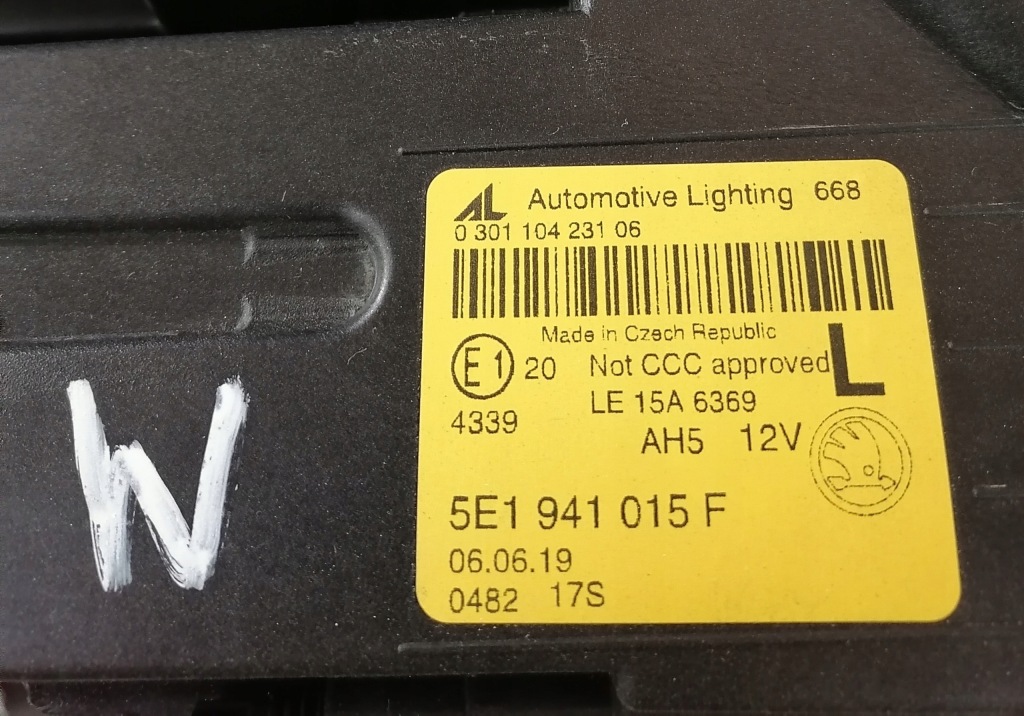 AL Automotive Lighting 668
0 301 104 231 06
Made in Czech Republic
E1 20 Not CCC approved L
4339 LE 15A 6369
AH5 12V
5E1 941 015 F
06.06.19
0482 17S
W